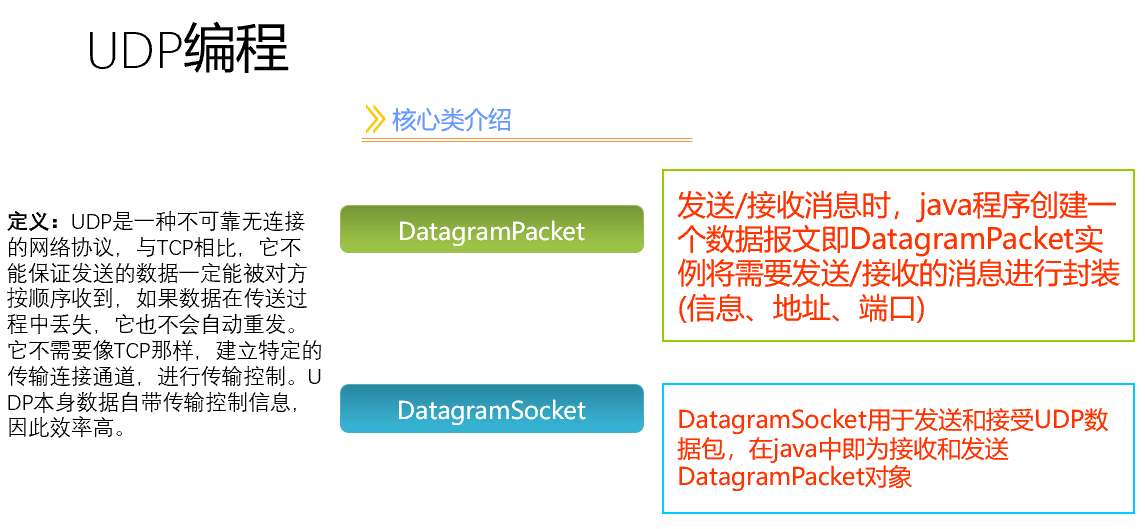 UDP编程
核心类介绍
定义：UDP是一种不可靠无连接
的网络协议，与TCP相比，它不
能保证发送的数据一定能被对方
按顺序收到，如果数据在传送过
程中丢失，它也不会自动重发。
它不需要像TCP那样，建立特定的
传输连接通道，进行传输控制。U
DP本身数据自带传输控制信息，
因此效率高。
DatagramPacket
发送/接收消息时，java程序创建一
个数据报文即DatagramPacket实
例将需要发送/接收的消息进行封装
(信息、地址、端口)
DatagramSocket
DatagramSocket用于发送和接受UDP数
据包，在java中即为接收和发送
DatagramPacket对象